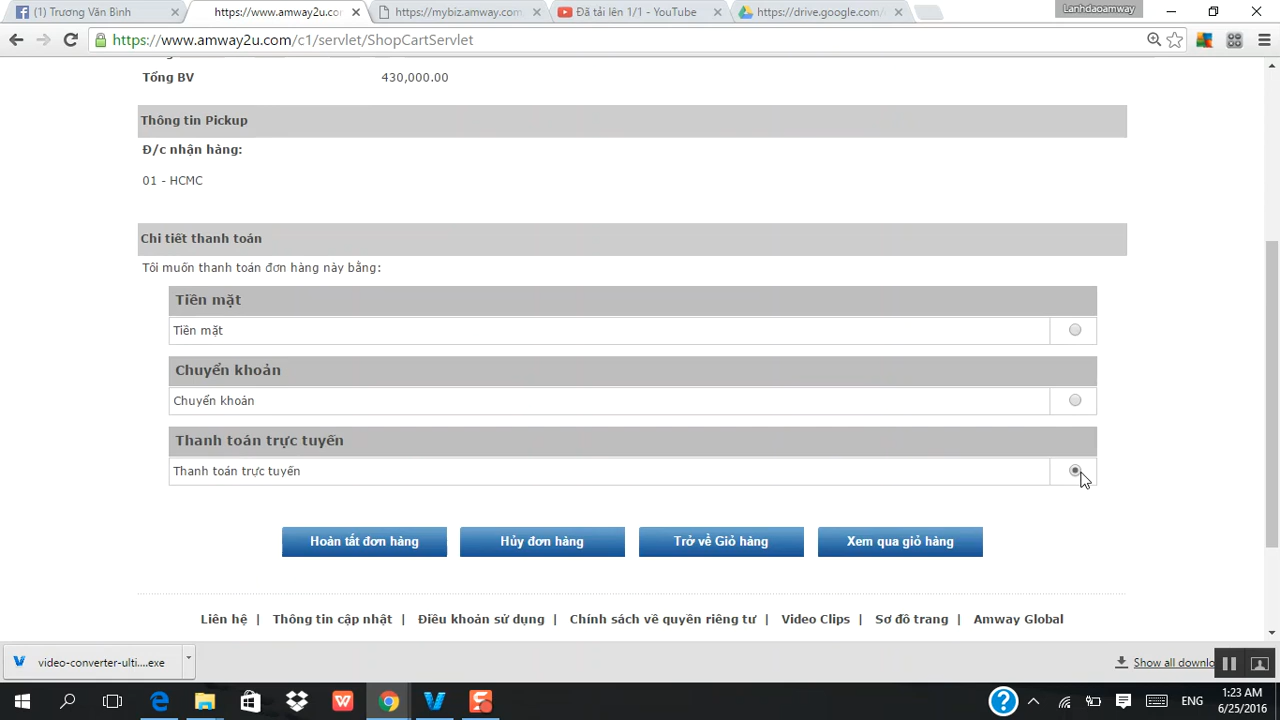 (1) Trương Văn Bình
https://www.amway2u.co
https://mybiz.amway.com
Đã tải lên 1/1 - YouTube
https://drive.google.com/
Lanhdaoamway
https://www.amway2u.com/c1/servlet/ShopCartServlet
Tổng BV 430,000.00
Thông tin Pickup
Đ/c nhận hàng:
01 - HCMC
Chi tiết thanh toán
Tôi muốn thanh toán đơn hàng này bằng:
Tiền mặt
Tiền mặt
Chuyển khoản
Chuyển khoản
Thanh toán trực tuyến
Thanh toán trực tuyến
Hoàn tất đơn hàng
Hủy đơn hàng
Trở về Giỏ hàng
Xem qua giỏ hàng
Liên hệ | Thông tin cập nhật | Điều khoản sử dụng | Chính sách về quyền riêng tư | Video Clips | Sơ đồ trang | Amway Global
video-converter-ulti....exe
Show all downlo
ENG
1:23 AM
6/25/2016